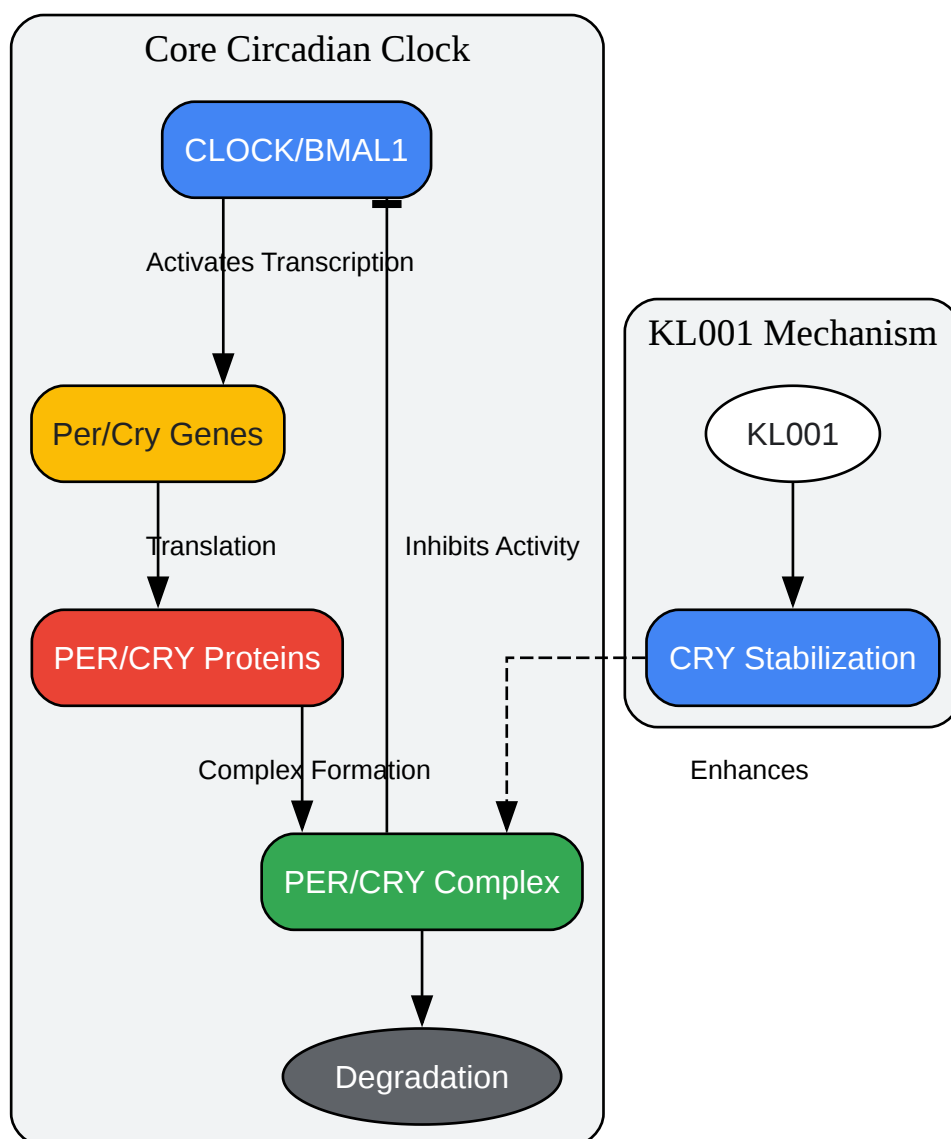 Core Circadian Clock
CLOCK/BMAL1
Activates Transcription
KL001 Mechanism
Per/Cry Genes
KL001
Translation
Inhibits Activity
PER/CRY Proteins
CRY Stabilization
Complex Formation
Enhances
PER/CRY Complex
Degradation